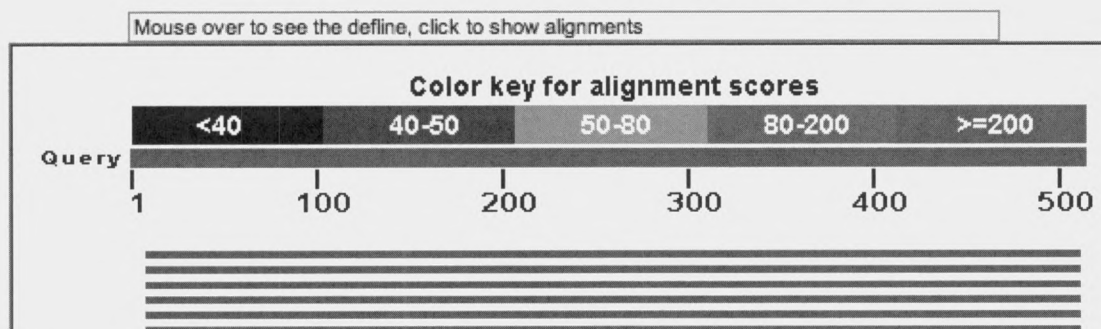 Mouse over to see the defline, click to show alignments
Color key for alignment scores
<40 40-50 50-80 80-200 >=200
Query
1 100 200 300 400 500